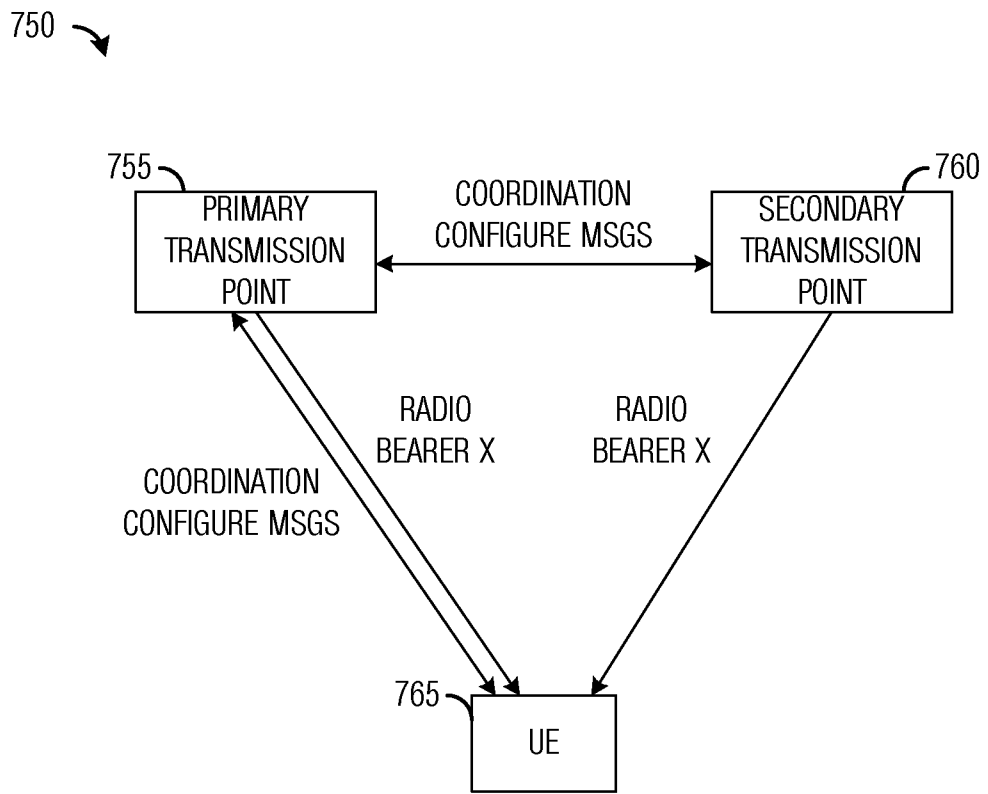 750
755
760
PRIMARY
TRANSMISSION
POINT
COORDINATION
CONFIGURE MSGS
SECONDARY
TRANSMISSION
POINT
RADIO
BEARER X
RADIO
BEARER X
COORDINATION
CONFIGURE MSGS
765
UE